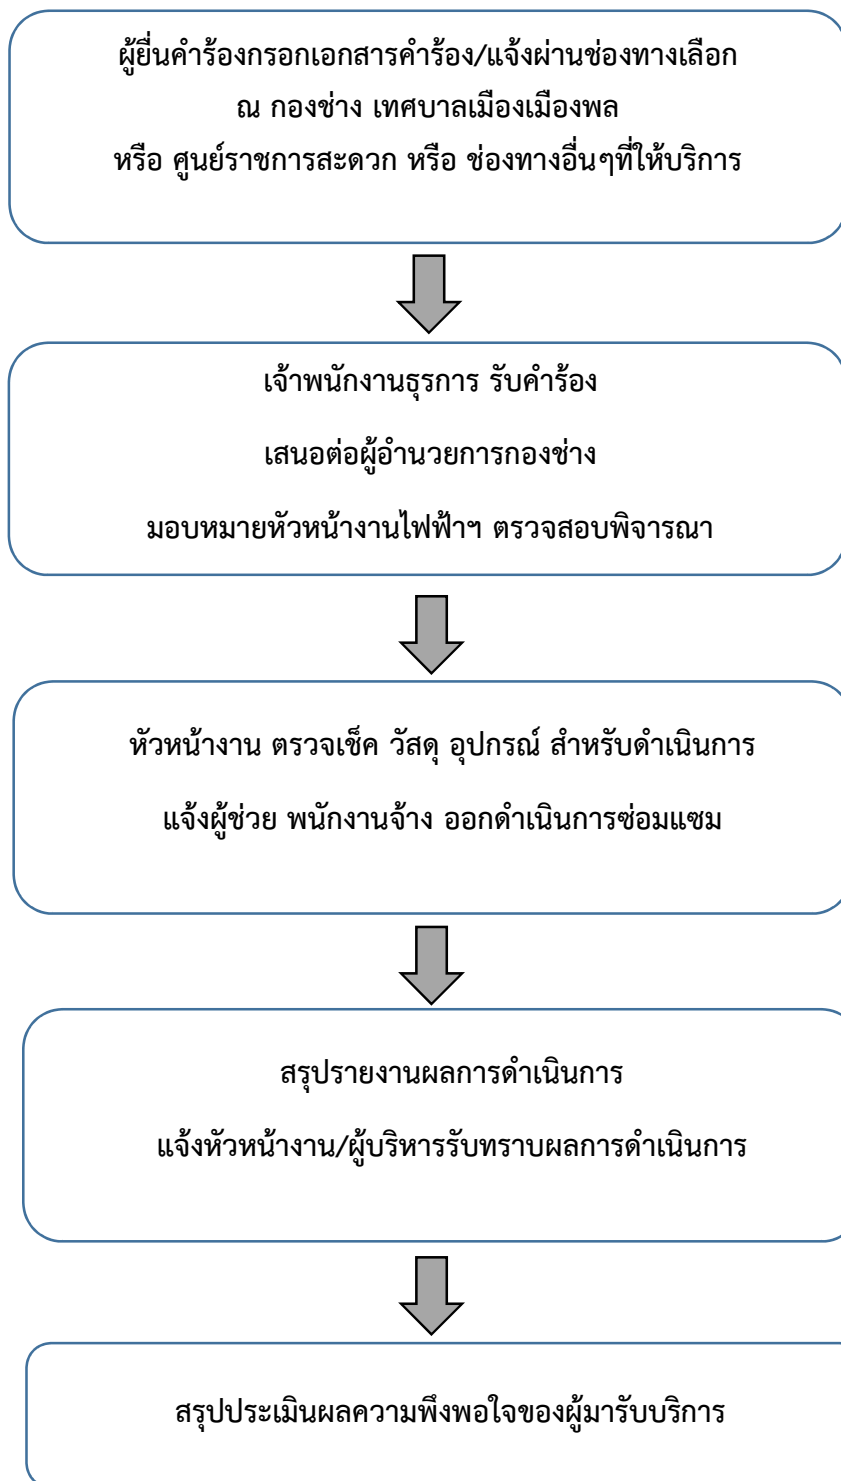 ผู้ยื่นคำร้องกรอกเอกสารคำร้อง/แจ้งผ่านช่องทางเลือก
ณ กองช่าง เทศบาลเมืองเมืองพล
หรือ ศูนย์ราชการสะดวก หรือ ช่องทางอื่นๆที่ให้บริการ
เจ้าพนักงานธุรการ รับคำร้อง
เสนอต่อผู้อำนวยการกองช่าง
มอบหมายหัวหน้างานไฟฟ้าฯ ตรวจสอบพิจารณา
หัวหน้างาน ตรวจเช็ค วัสดุ อุปกรณ์ สำหรับดำเนินการ
แจ้งผู้ช่วย พนักงานจ้าง ออกดำเนินการซ่อมแซม
สรุปรายงานผลการดำเนินการ
แจ้งหัวหน้างาน/ผู้บริหารรับทราบผลการดำเนินการ
สรุปประเมินผลความพึงพอใจของผู้มารับบริการ